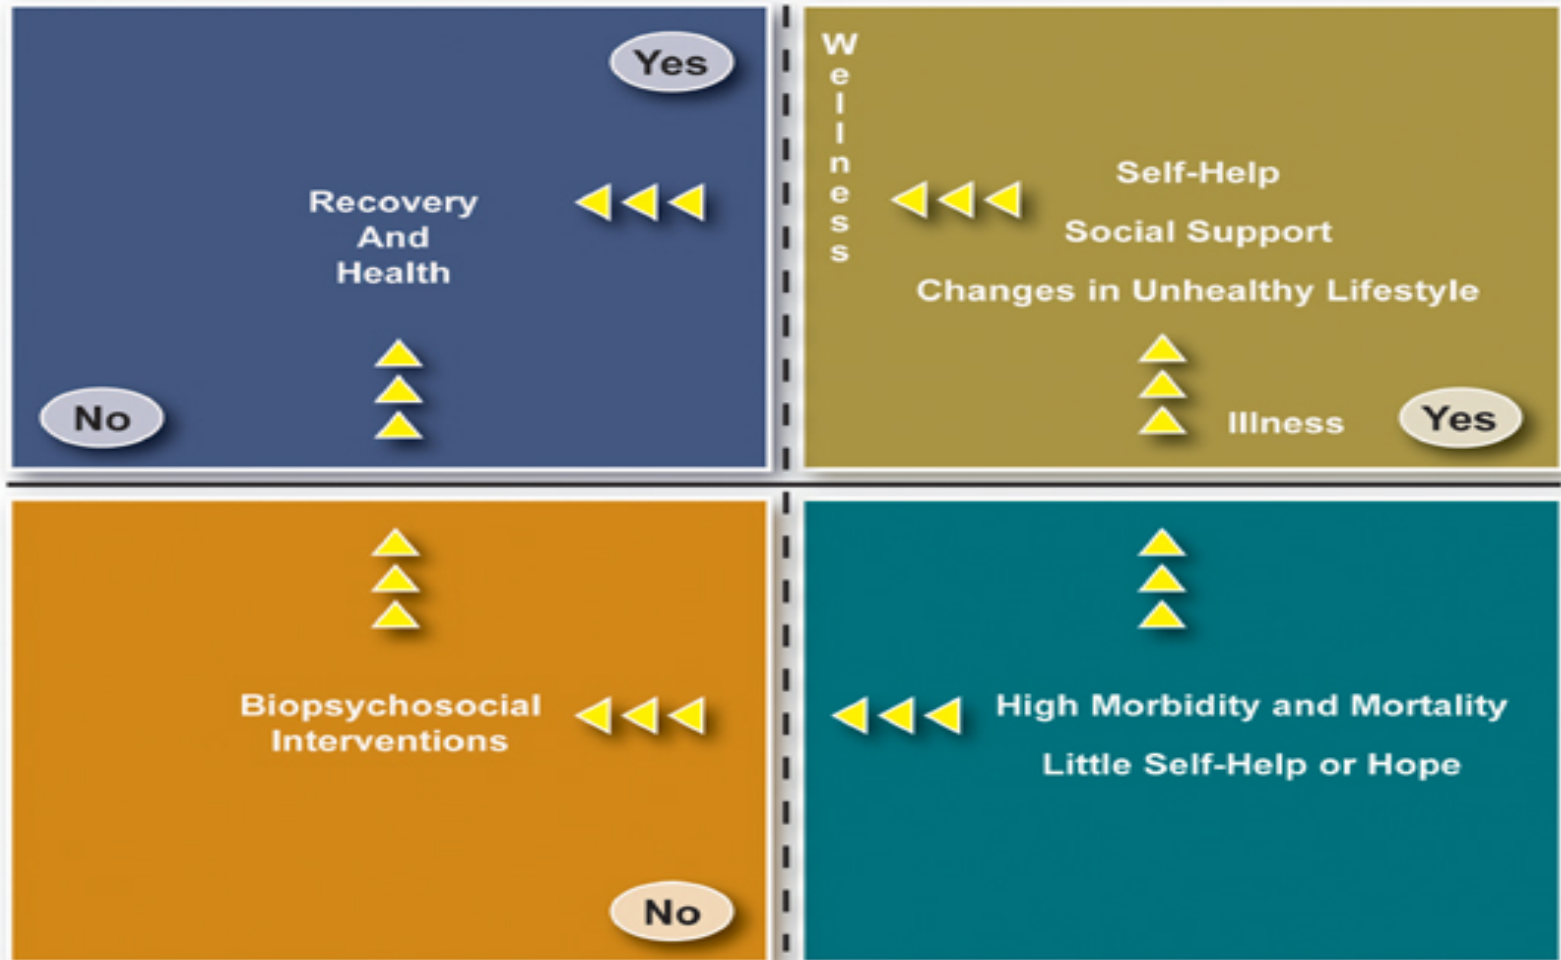 Yes
Recovery
And
Health
No
Wellness
Self-Help
Social Support
Changes in Unhealthy Lifestyle
Illness
Yes
Biopsychosocial
Interventions
No
High Morbidity and Mortality
Little Self-Help or Hope